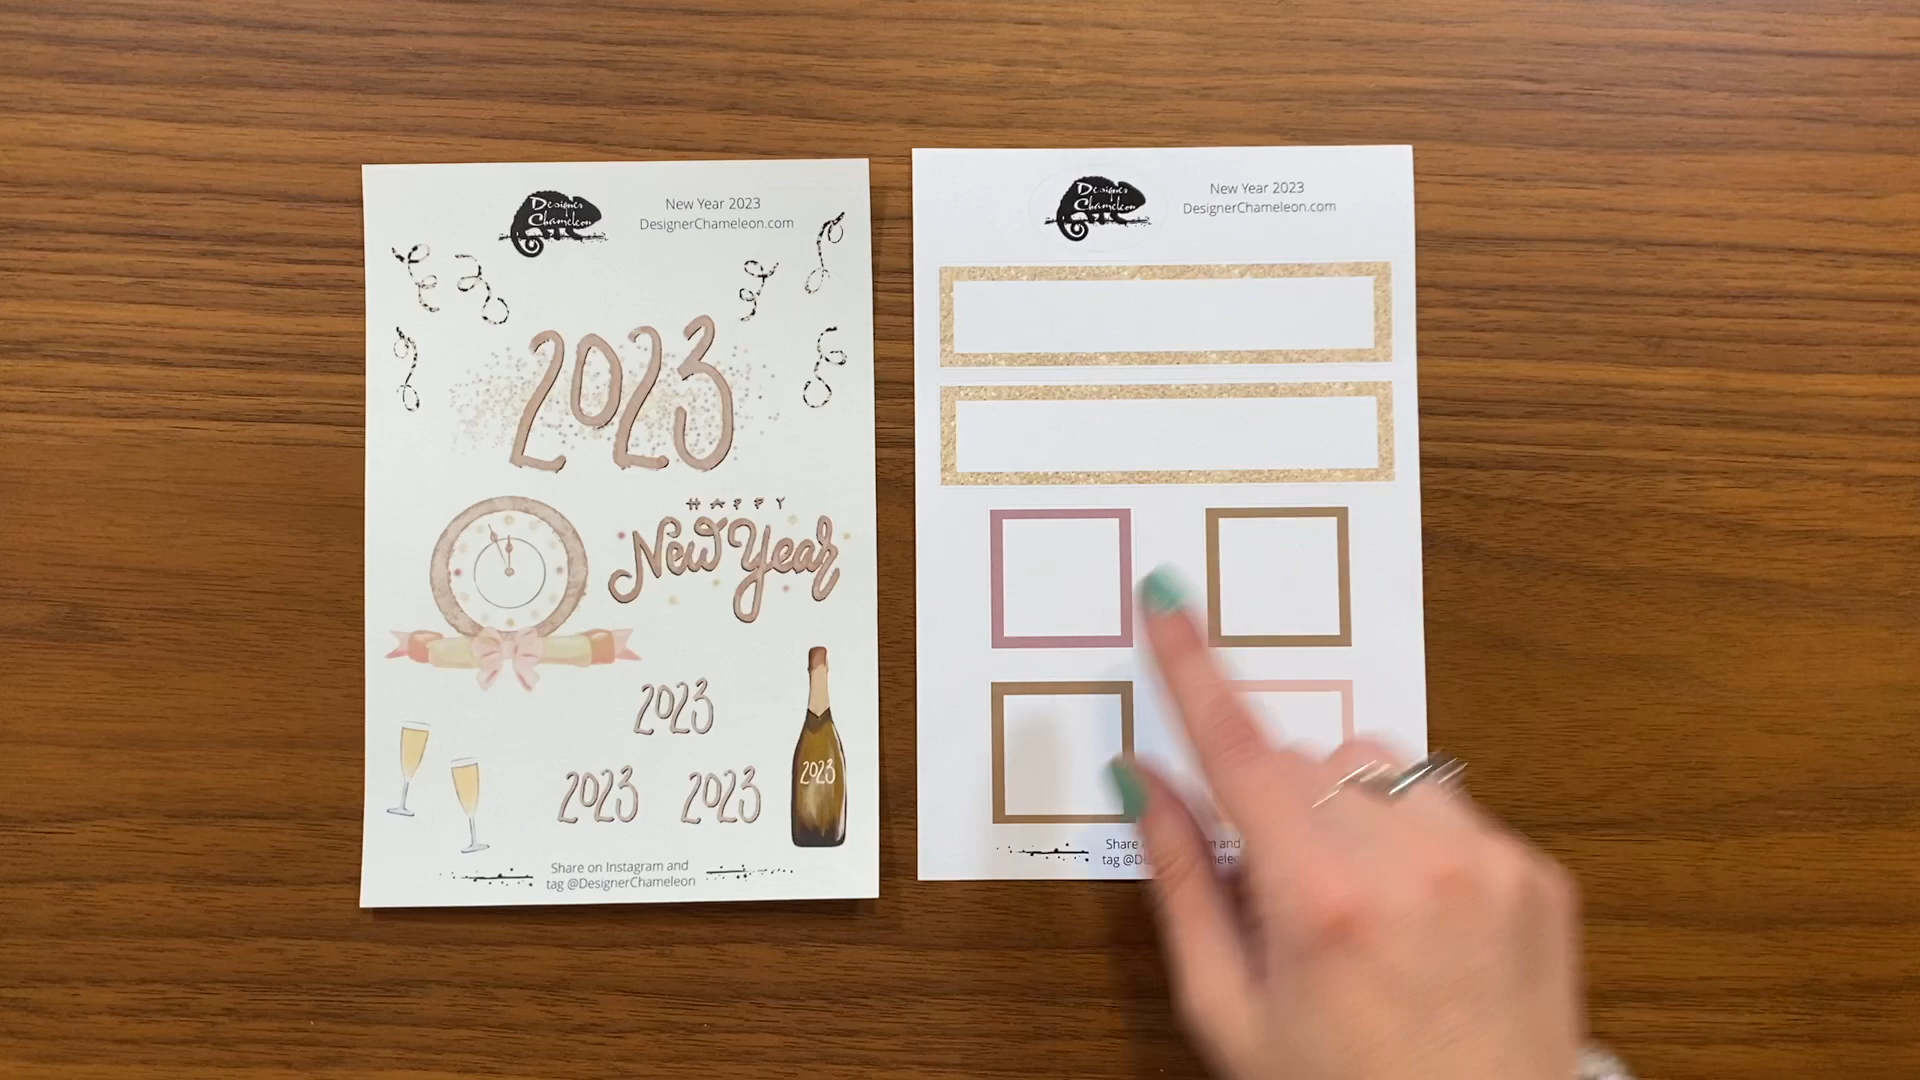 Designer
Chameleon
New Year 2023
DesignerChameleon.com
2023
HAPPY
New Year
2023
2023 2023
2023
Share on Instagram and
tag @DesignerChameleon
Designer
Chameleon
New Year 2023
DesignerChameleon.com
Share and
tag